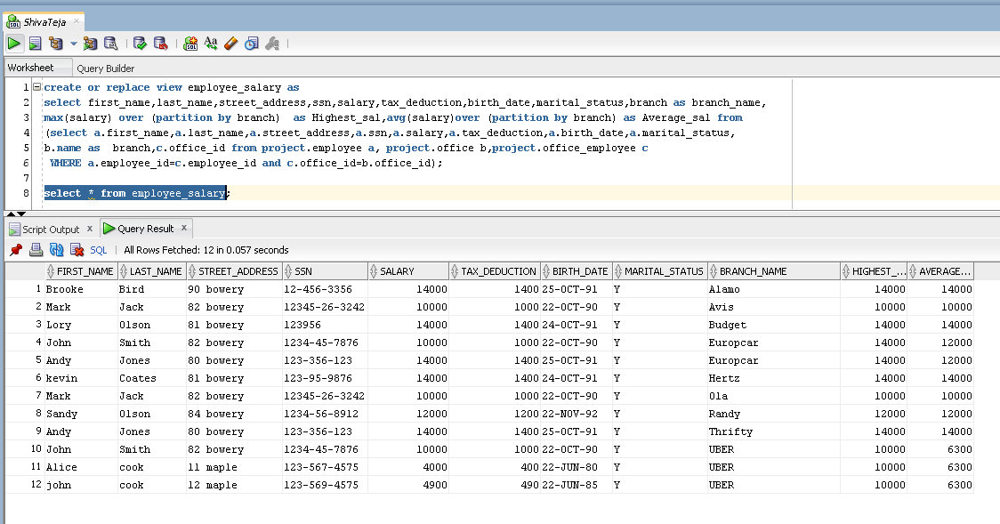 ShivaTeja
Worksheet Query Builder
1 create or replace view employee_salary as
2 select first_name,last_name,street_address,ssn,salary,tax_deduction,birth_date,marital_status,branch as branch_name,
3 max(salary) over (partition by branch)  as Highest_sal,avg(salary)over (partition by branch) as Average_sal from
4 (select a.first_name,a.last_name,a.street_address,a.ssn,a.salary,a.tax_deduction,a.birth_date,a.marital_status,
5 b.name as  branch,c.office_id from project.employee a, project.office b,project.office_employee c
6  WHERE a.employee_id=c.employee_id and c.office_id=b.office_id);
7
8 select * from employee_salary;
Script Output x Query Result x
SQL | All Rows Fetched: 12 in 0.057 seconds
FIRST_NAME LAST_NAME STREET_ADDRESS SSN SALARY TAX_DEDUCTION BIRTH_DATE MARITAL_STATUS BRANCH_NAME HIGHEST_... AVERAGE...
1 Brooke Bird 90 bowery 12-456-3356 14000 1400 25-OCT-91 Y Alamo 14000 14000
2 Mark Jack 82 bowery 12345-26-3242 10000 1000 22-OCT-90 Y Avis 10000 10000
3 Lory Olson 81 bowery 123956 14000 1400 24-OCT-91 Y Budget 14000 14000
4 John Smith 82 bowery 1234-45-7876 10000 1000 22-OCT-90 Y Europcar 14000 12000
5 Andy Jones 80 bowery 123-356-123 14000 1400 25-OCT-91 Y Europcar 14000 12000
6 kevin Coates 81 bowery 123-95-9876 14000 1400 24-OCT-91 Y Hertz 14000 14000
7 Mark Jack 82 bowery 12345-26-3242 10000 1000 22-OCT-90 Y Ola 10000 10000
8 Sandy Olson 84 bowery 1234-56-8912 12000 1200 22-NOV-92 Y Randy 12000 12000
9 Andy Jones 80 bowery 123-356-123 14000 1400 25-OCT-91 Y Thrifty 14000 14000
10 John Smith 82 bowery 1234-45-7876 10000 1000 22-OCT-90 Y UBER 10000 6300
11 Alice cook 11 maple 123-567-4575 4000 400 22-JUN-80 Y UBER 10000 6300
12 john cook 12 maple 123-569-4575 4900 490 22-JUN-85 Y UBER 10000 6300